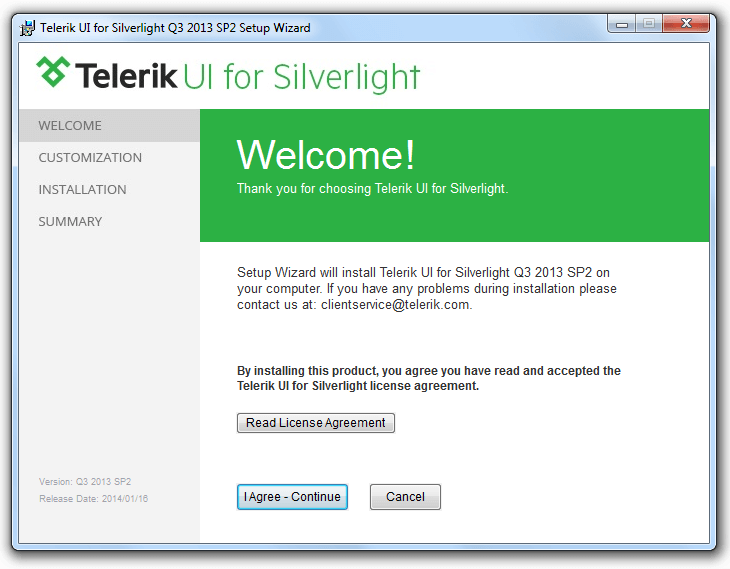 Telerik UI for Silverlight Q3 2013 SP2 Setup Wizard
Telerik UI for Silverlight
WELCOME
CUSTOMIZATION
INSTALLATION
SUMMARY
Welcome!
Thank you for choosing Telerik UI for Silverlight.
Setup Wizard will install Telerik UI for Silverlight Q3 2013 SP2 on
your computer. If you have any problems during installation please
contact us at: clientservice@telerik.com.
By installing this product, you agree you have read and accepted the
Telerik UI for Silverlight license agreement.
Read License Agreement
Version: Q3 2013 SP2
Release Date: 2014/01/16
I Agree - Continue
Cancel